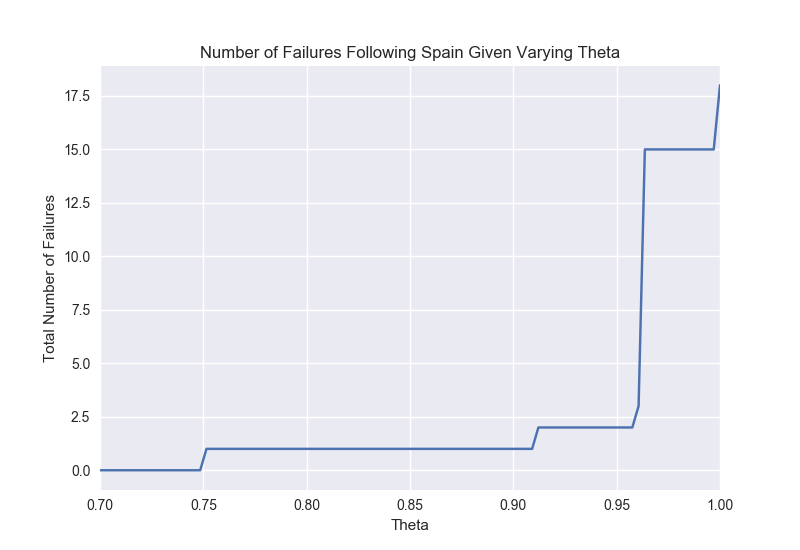 Number of Failures Following Spain Given Varying Theta
17.5
15.0
12.5
10.0
7.5
5.0
2.5
0.0
Total Number of Failures
0.70 0.75 0.80 0.85 0.90 0.95 1.00
Theta